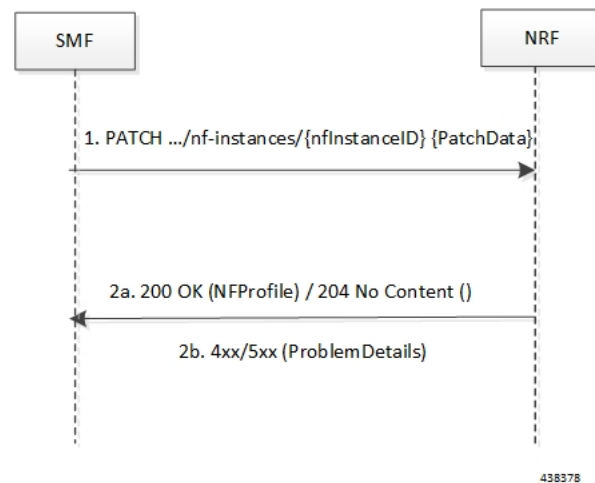 SMF
NRF
1. PATCH .../nf-instances/{nfInstanceID} {PatchData}
2a. 200 OK (NFProfile) / 204 No Content ()
2b. 4xx/5xx (ProblemDetails)
438378